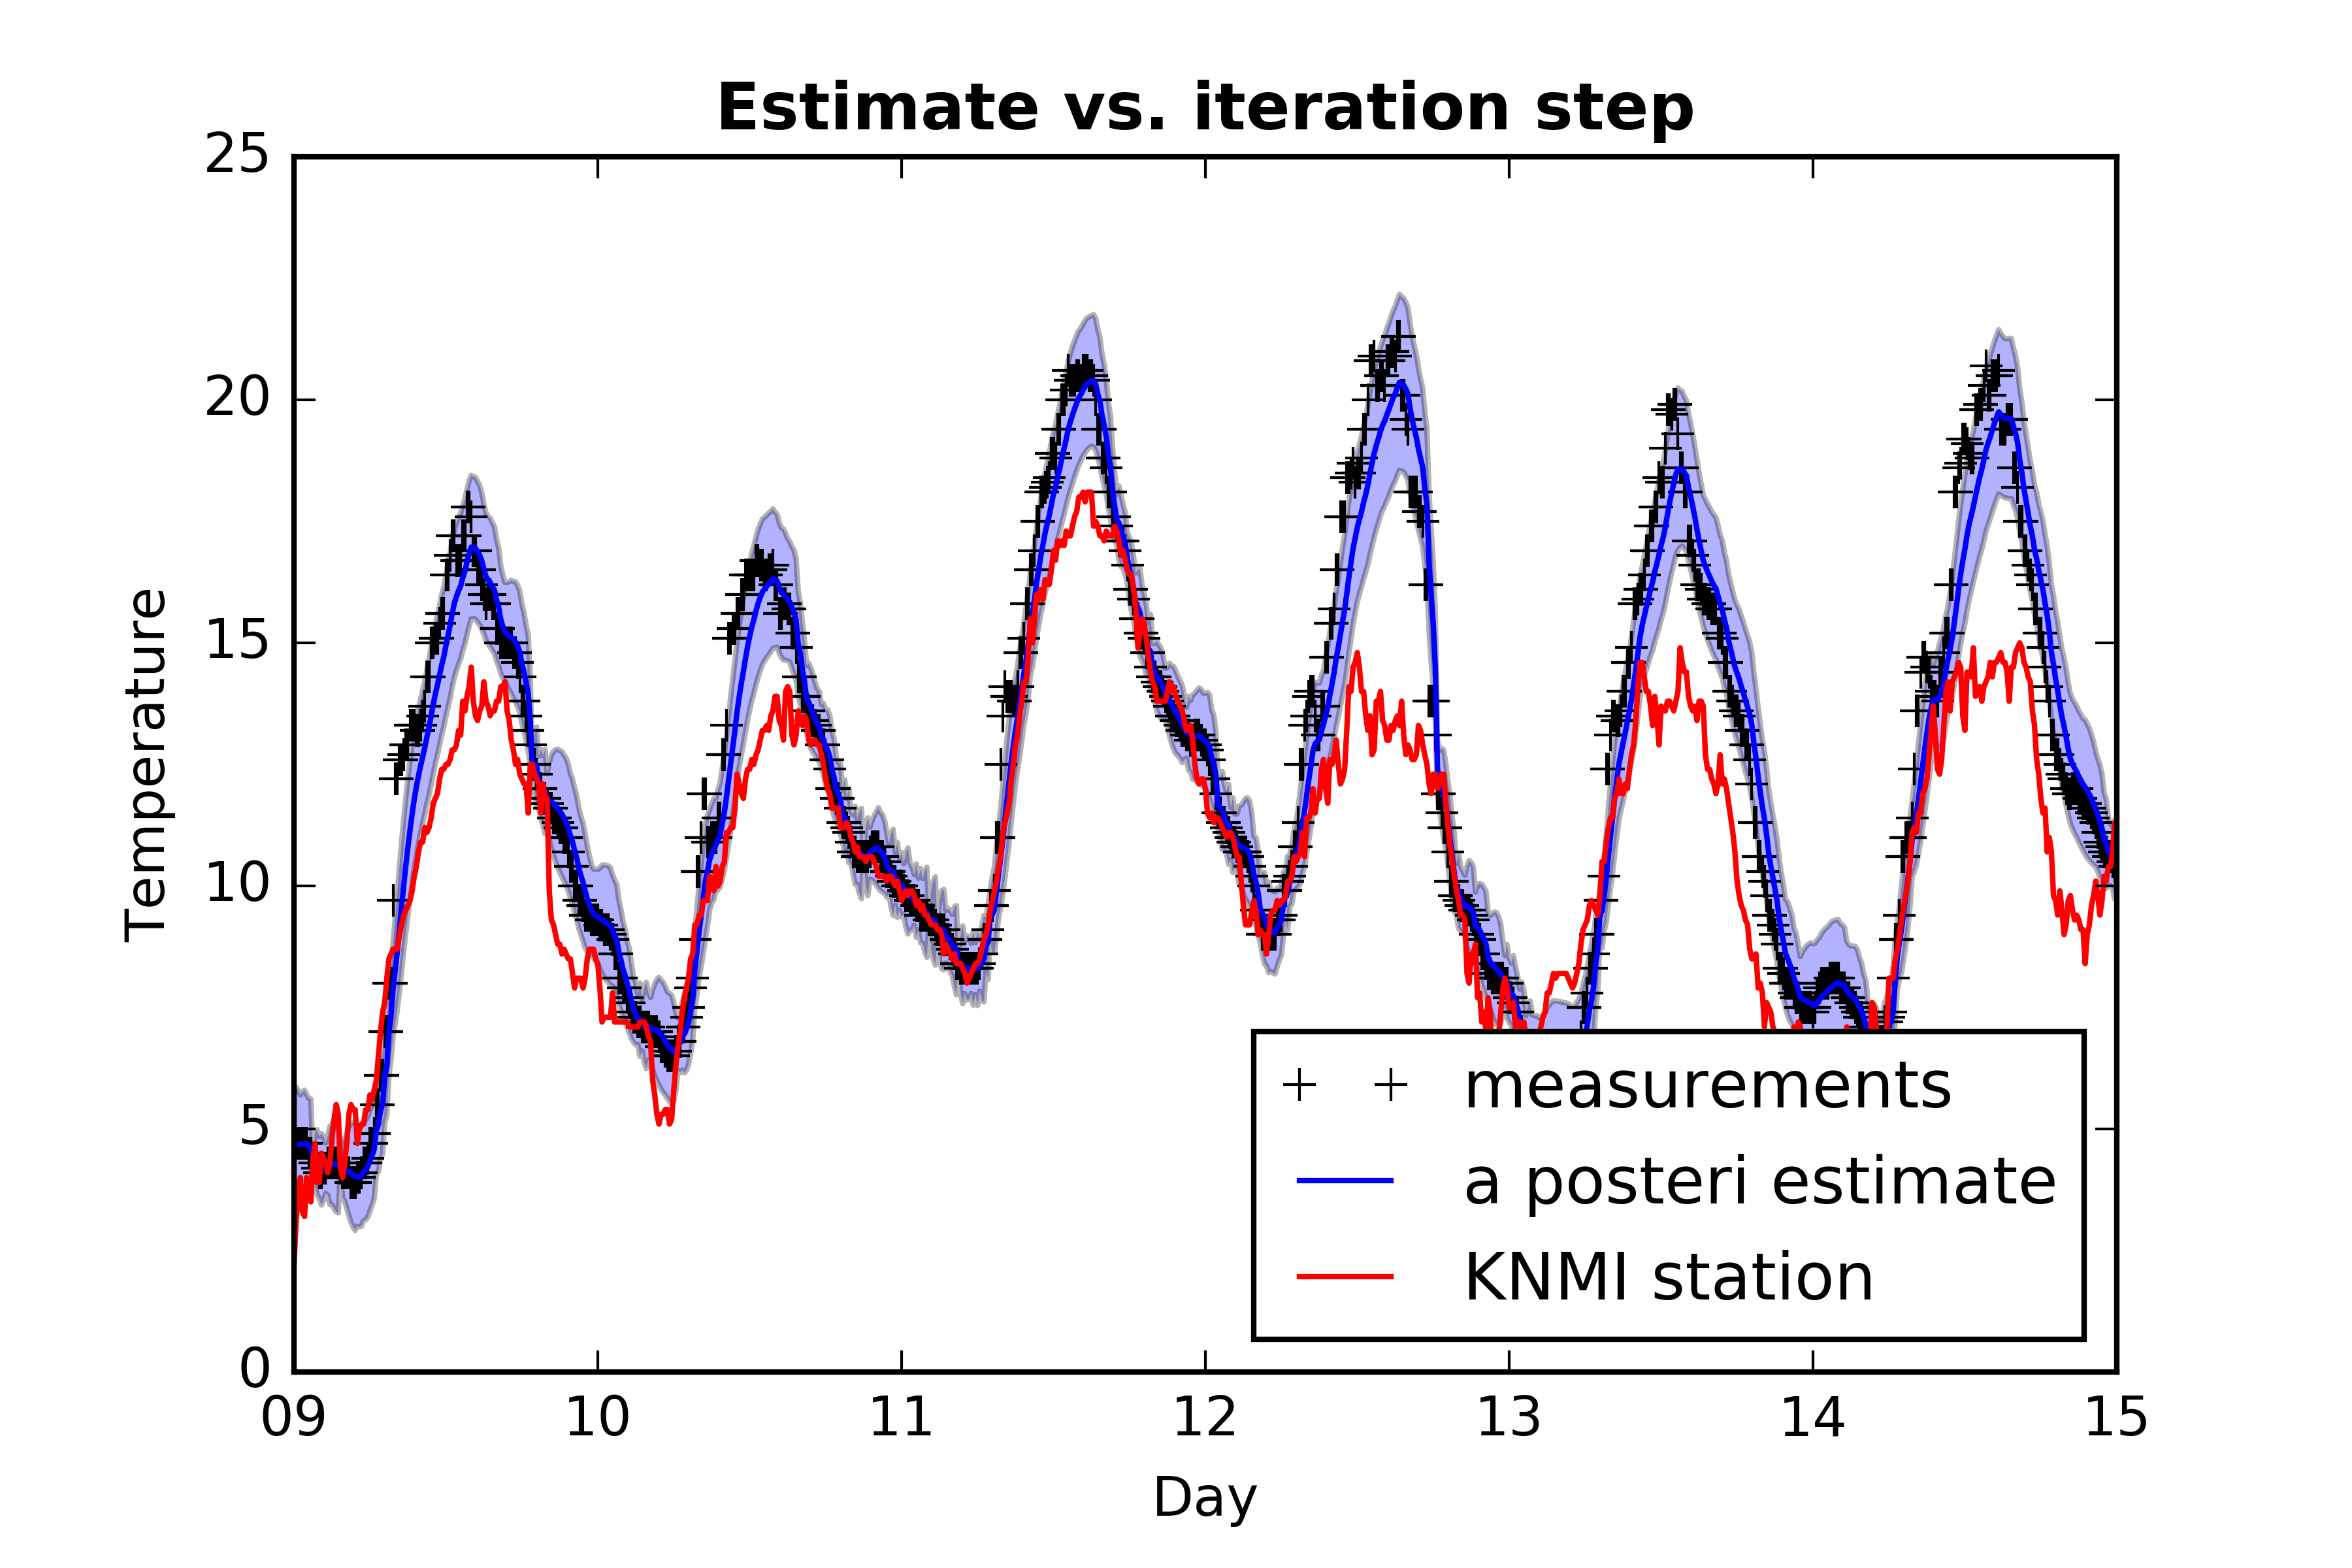 Estimate vs. iteration step
25
20
15
10
5
0
Temperature
09 10 11 12 13 14 15
Day
measurements
a posteri estimate
KNMI station